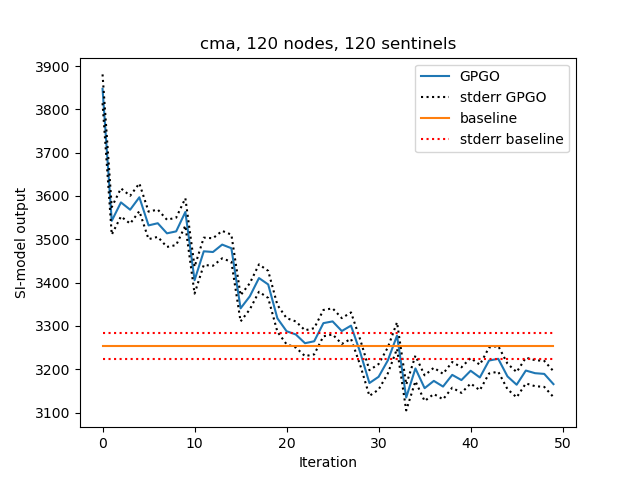 cma, 120 nodes, 120 sentinels
GPGO
stderr GPGO
baseline
stderr baseline
SI-model output
3900
3800
3700
3600
3500
3400
3300
3200
3100
0 10 20 30 40 50
Iteration